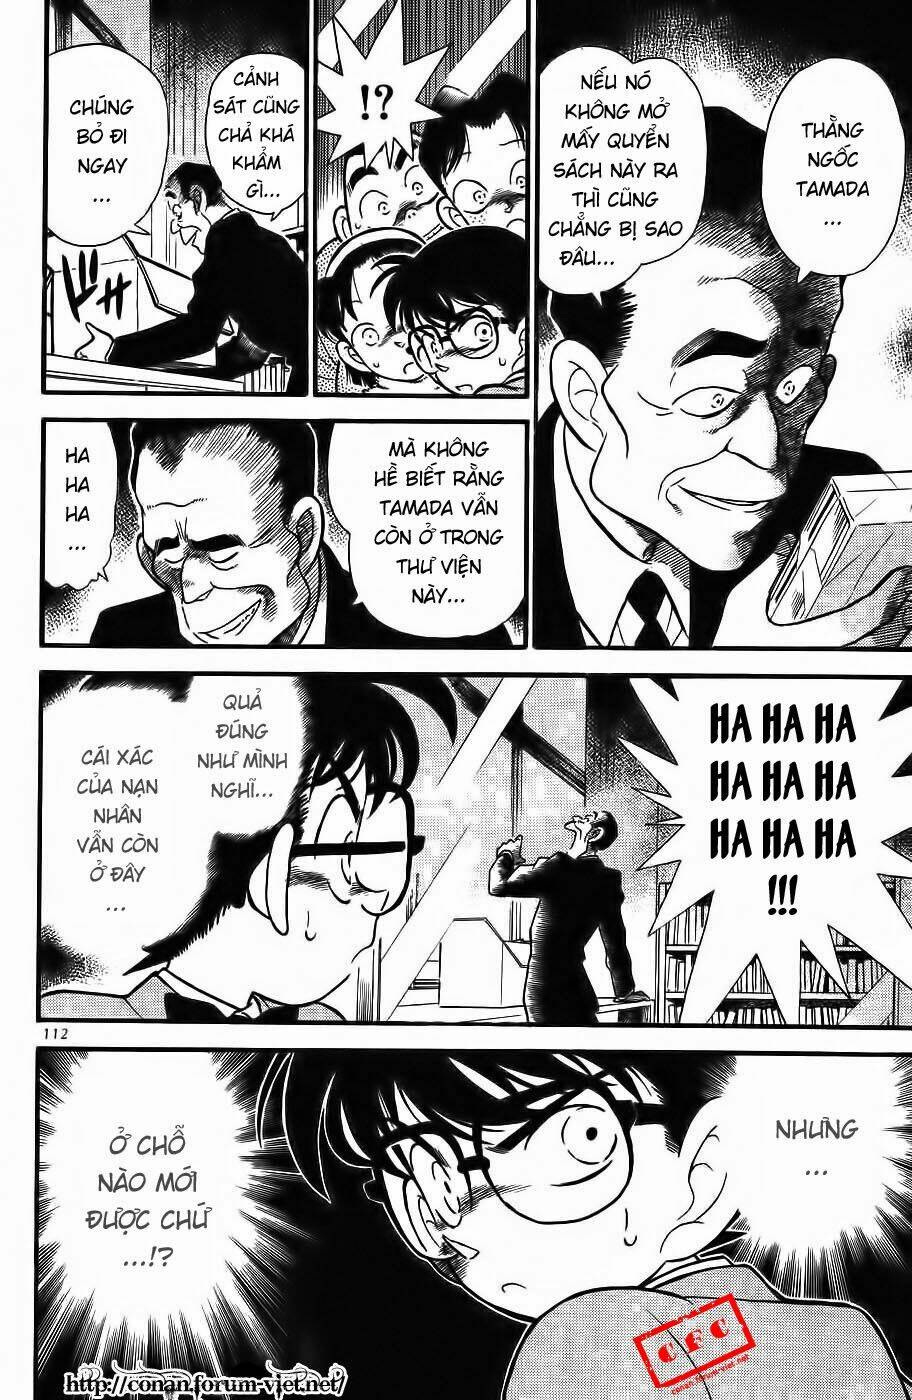 THẰNG
NGỐC
TAMADA
...
NẾU NÓ
KHÔNG MỞ
MẤY QUYỂN
SÁCH NÀY RA
THÌ CŨNG
CHẲNG BỊ SAO
ĐÂU...
!?
CẢNH
SÁT CŨNG
CHẢ KHÁ
KHẨM
GÌ...
CHÚNG
BỎ ĐI
NGAY
...
MÀ KHÔNG
HỀ BIẾT RẰNG
TAMADA VẪN
CÒN Ở TRONG
THƯ VIỆN
NÀY...
HA
HA
HA
...
HA HA HA
HA HA HA
HA HA HA
!!!
QUẢ
ĐÚNG
NHƯ MÌNH
NGHĨ...
CÁI XÁC
CỦA NẠN
NHÂN
VẪN CÒN
Ở ĐÂY
...
112
NHƯNG
...
Ở CHỖ
NÀO MỚI
ĐƯỢC CHỨ
...!?
CFC
conan.forum-viet.net
http://conan.forum-viet.net/